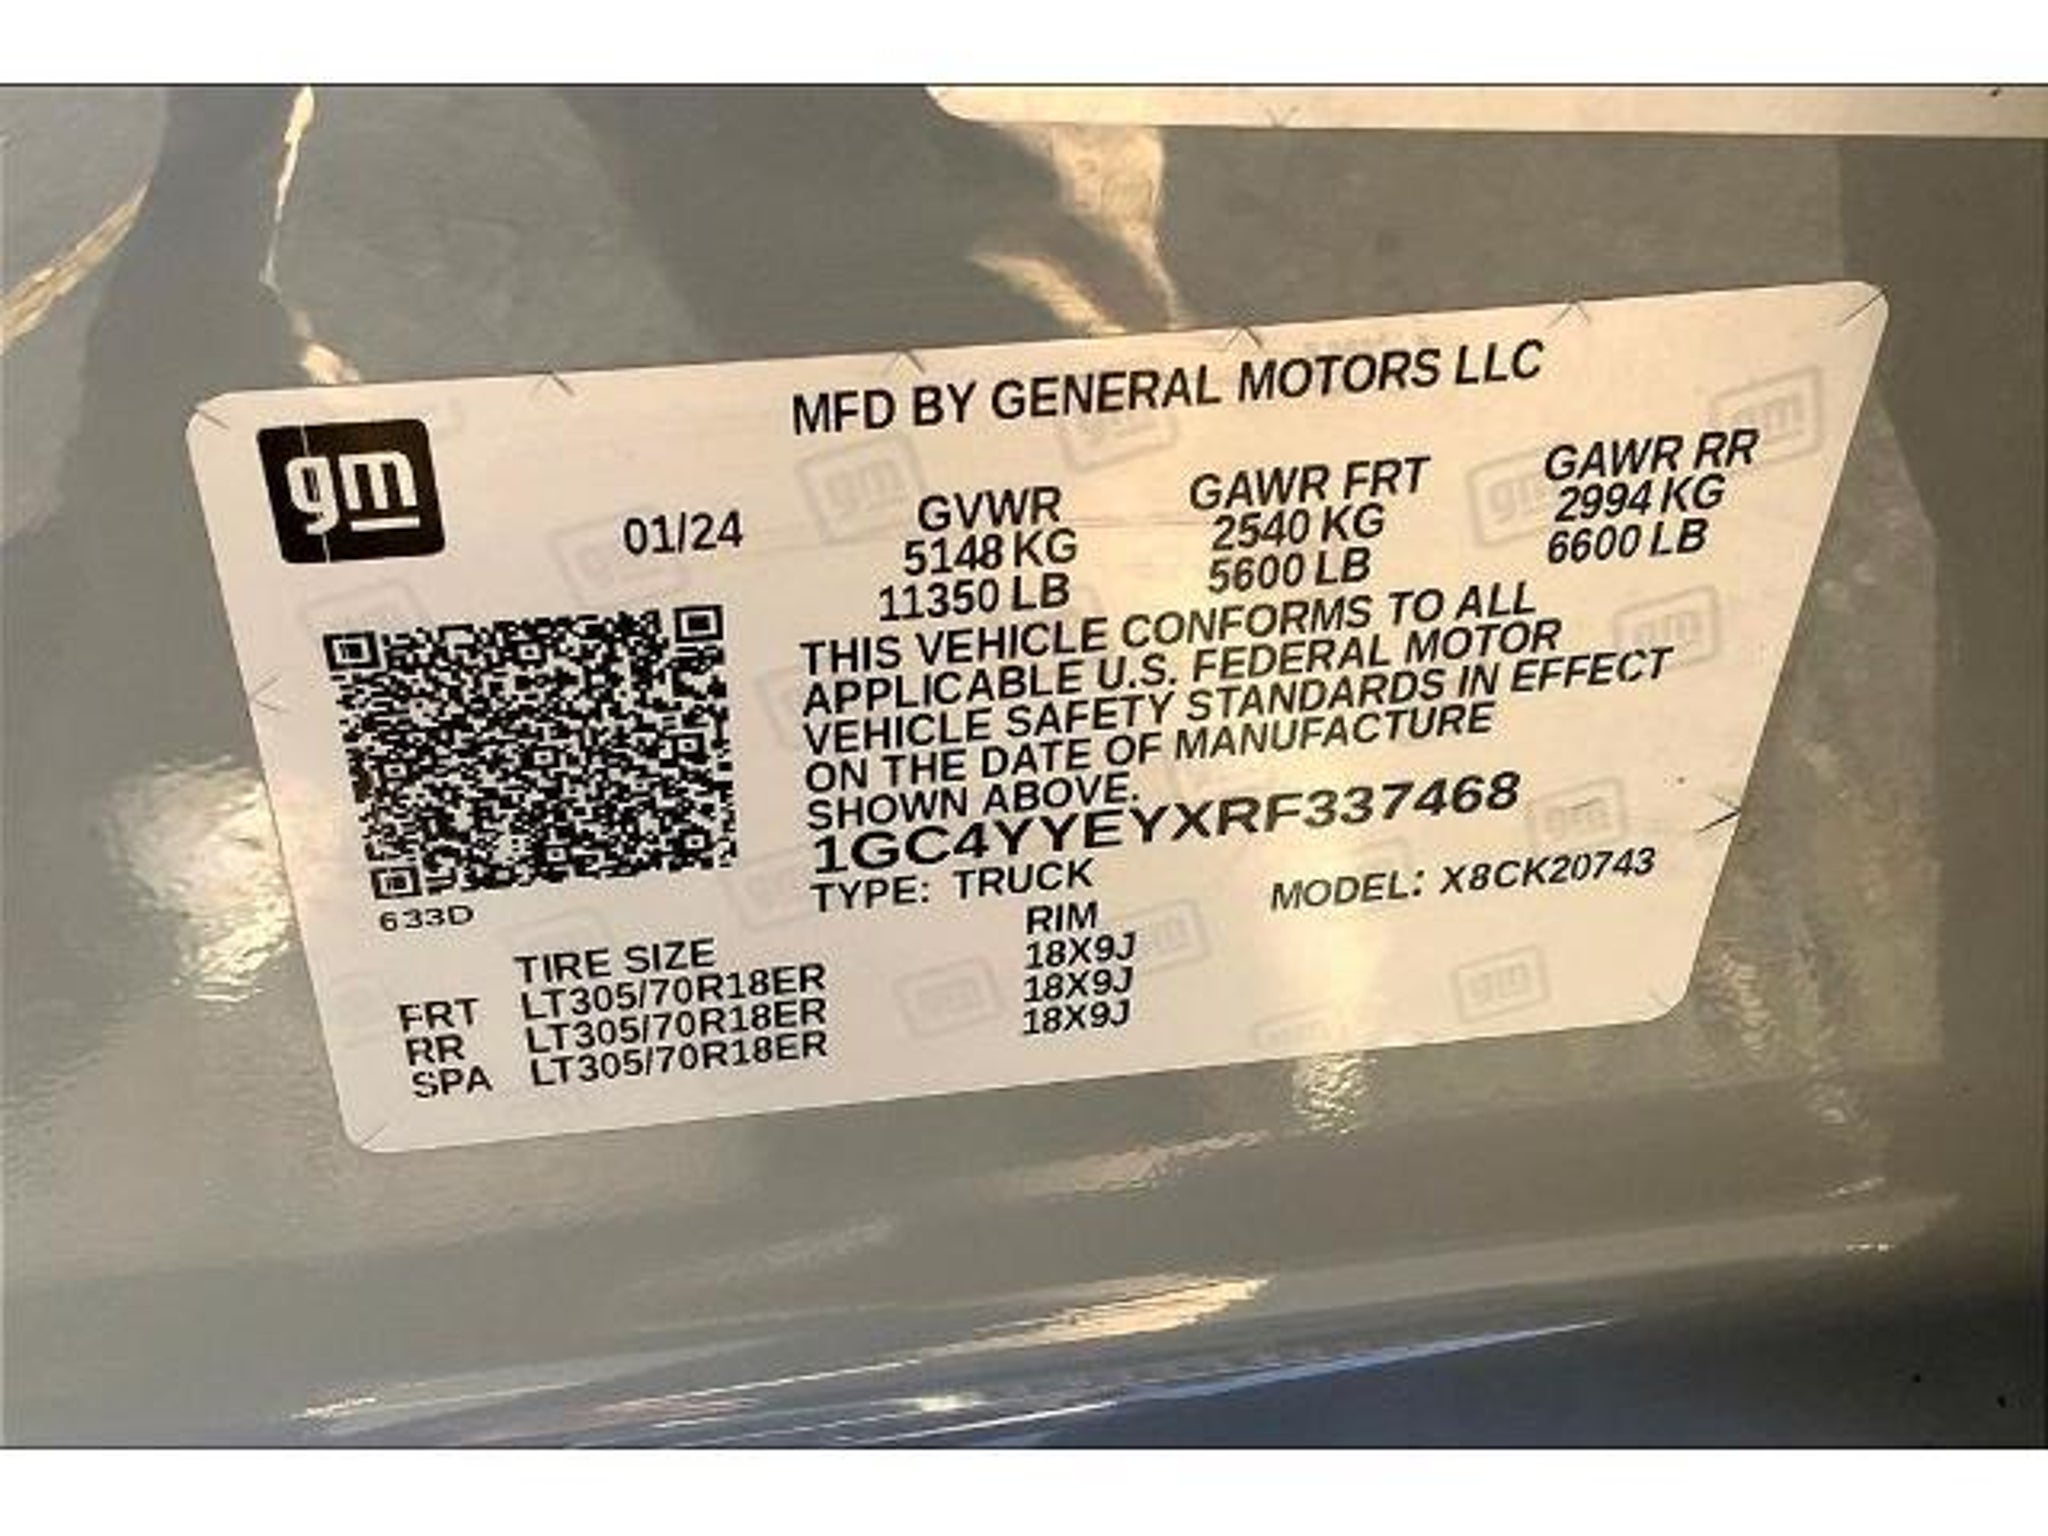 MFD BY GENERAL MOTORS LLC
gm
01/24
GVWR GAWR FRT GAWR RR
5148 KG 2540 KG 2994 KG
11350 LB 5600 LB 6600 LB
THIS VEHICLE CONFORMS TO ALL
APPLICABLE U.S. FEDERAL MOTOR
VEHICLE SAFETY STANDARDS IN EFFECT
ON THE DATE OF MANUFACTURE
SHOWN ABOVE.
1GC4YYEYXRF337468
TYPE: TRUCK MODEL: X8CK20743
633D
TIRE SIZE RIM
FRT LT305/70R18ER 18X9J
RR LT305/70R18ER 18X9J
SPA LT305/70R18ER 18X9J